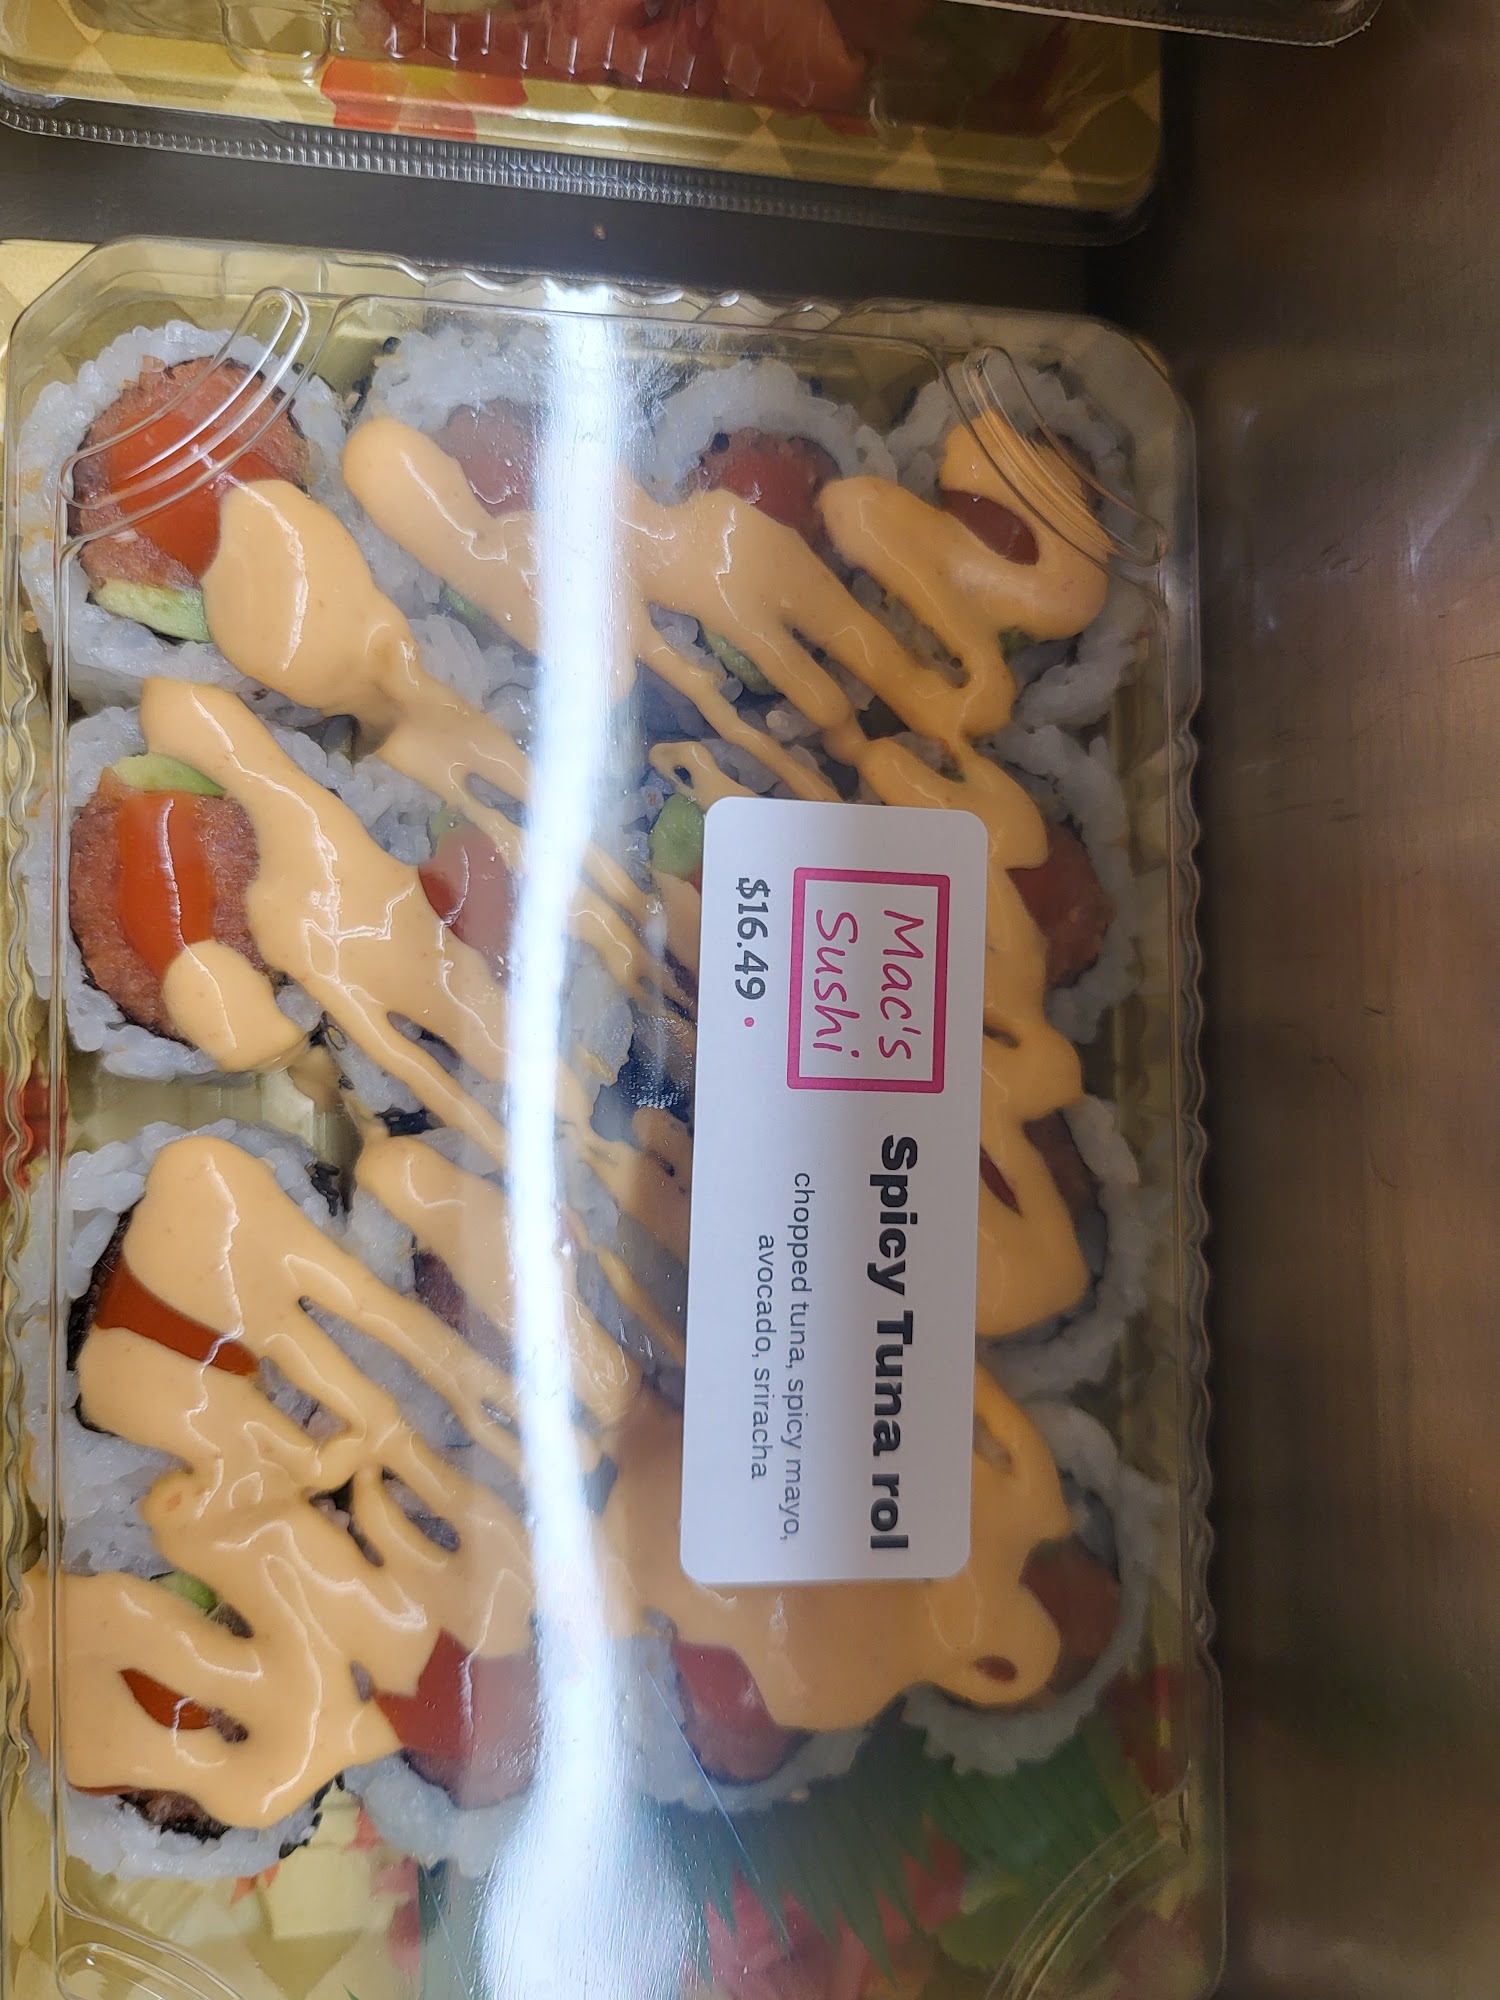 Mac's
Sushi
$16.49 •
Spicy Tuna rol
chopped tuna, spicy mayo,
avocado, sriracha